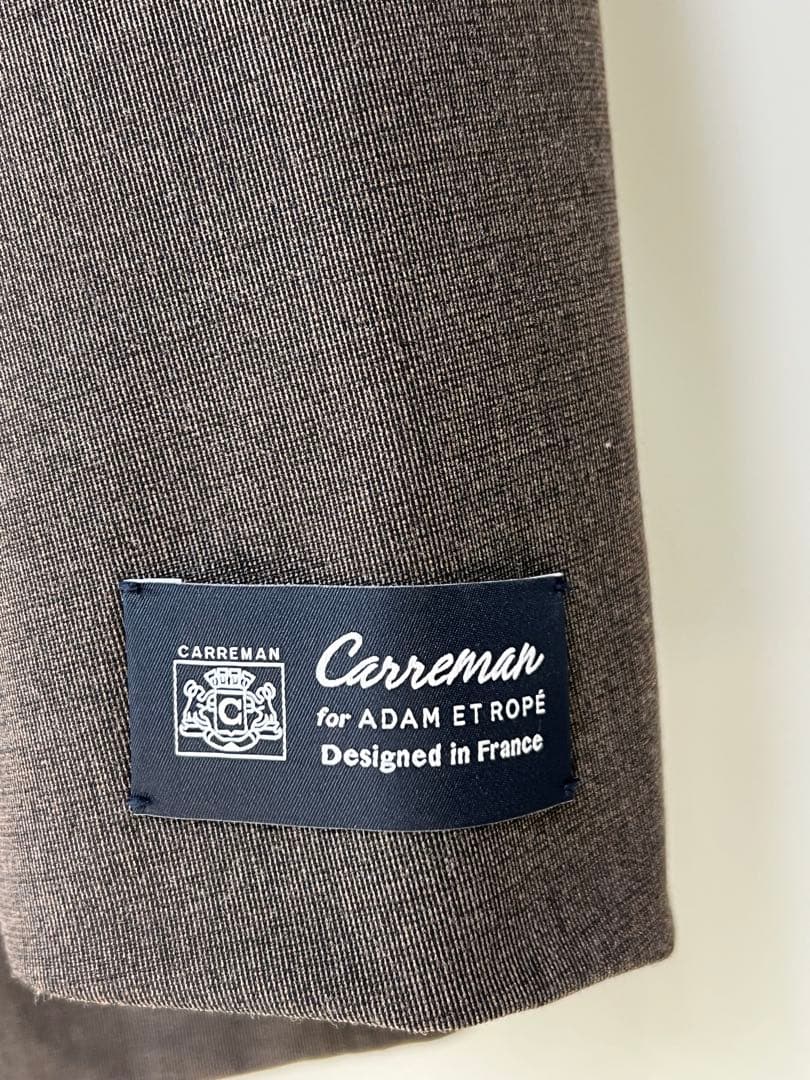 CARREMAN
C
Carreman
for ADAM ET ROPÉ
Designed in France